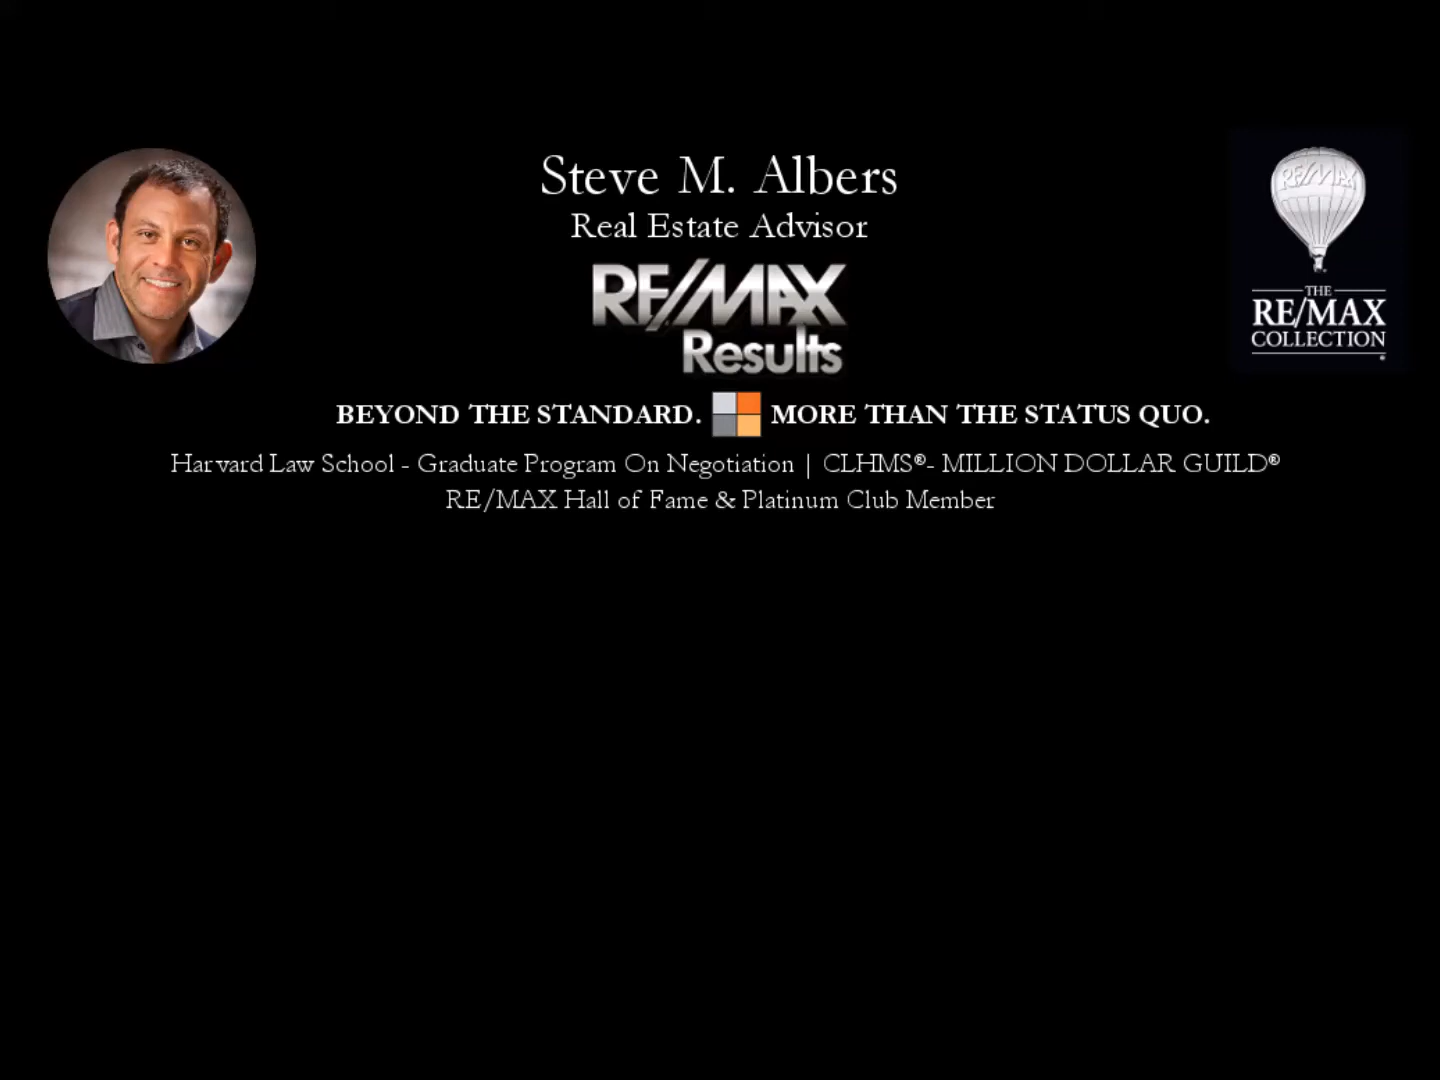 Steve M. Albers
Real Estate Advisor
RE/MAX
Results
RE/MAX
THE
RE/MAX
COLLECTION®
BEYOND THE STANDARD. MORE THAN THE STATUS QUO.
Harvard Law School - Graduate Program On Negotiation | CLHMS®- MILLION DOLLAR GUILD®
RE/MAX Hall of Fame & Platinum Club Member